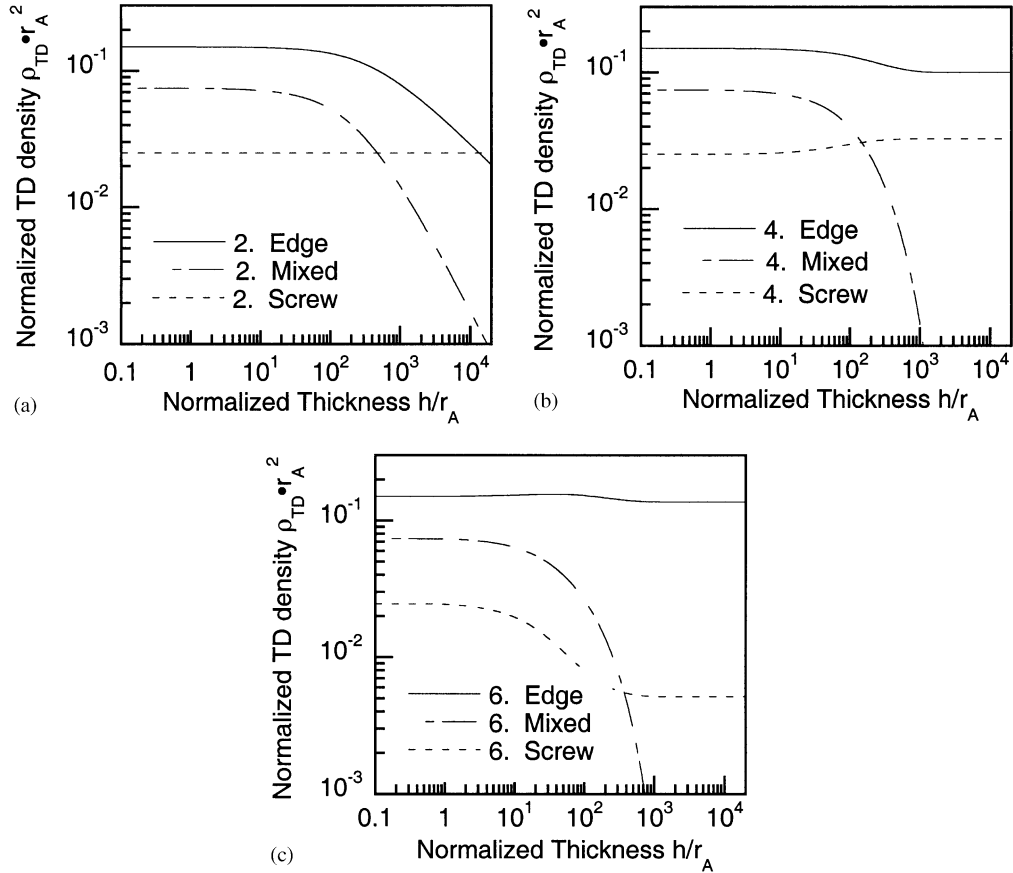 Normalized TD density ρTD•rA²
10⁻¹
10⁻²
10⁻³
2. Edge
2. Mixed
2. Screw
0.1 1 10¹ 10² 10³ 10⁴
Normalized Thickness h/rA
(a)
Normalized TD density ρTD•rA²
10⁻¹
10⁻²
10⁻³
4. Edge
4. Mixed
4. Screw
0.1 1 10¹ 10² 10³ 10⁴
Normalized Thickness h/rA
(b)
Normalized TD density ρTD•rA²
10⁻¹
10⁻²
10⁻³
6. Edge
6. Mixed
6. Screw
0.1 1 10¹ 10² 10³ 10⁴
Normalized Thickness h/rA
(c)